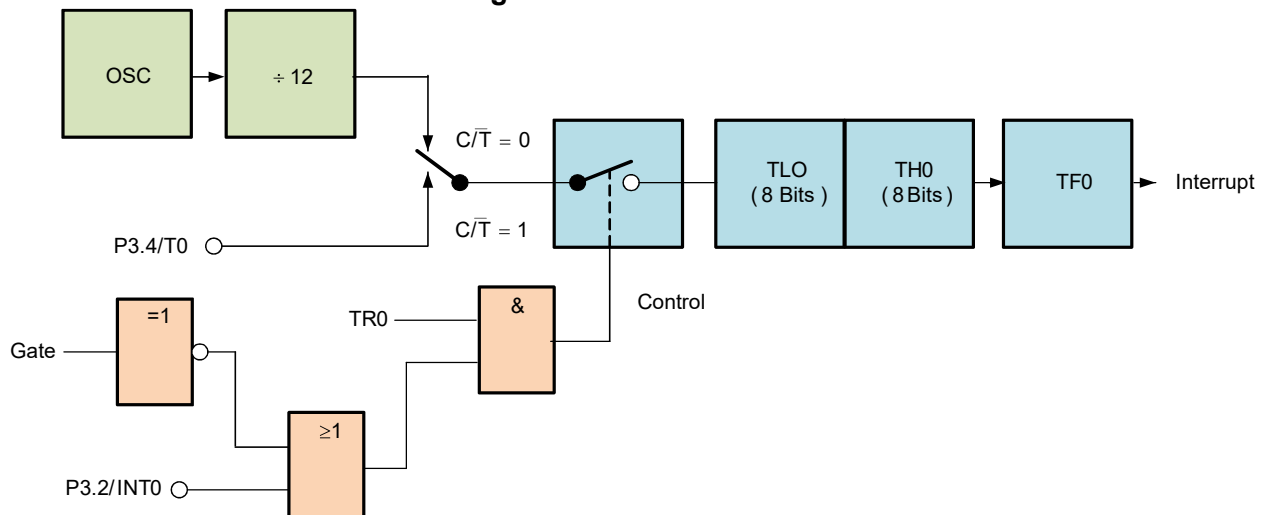 g
OSC
÷ 12
C/T̅ = 0
C/T̅ = 1
P3.4/T0
TLO
( 8 Bits )
TH0
( 8 Bits )
TF0
Interrupt
Control
TR0
&
=1
Gate
≥1
P3.2/INT0